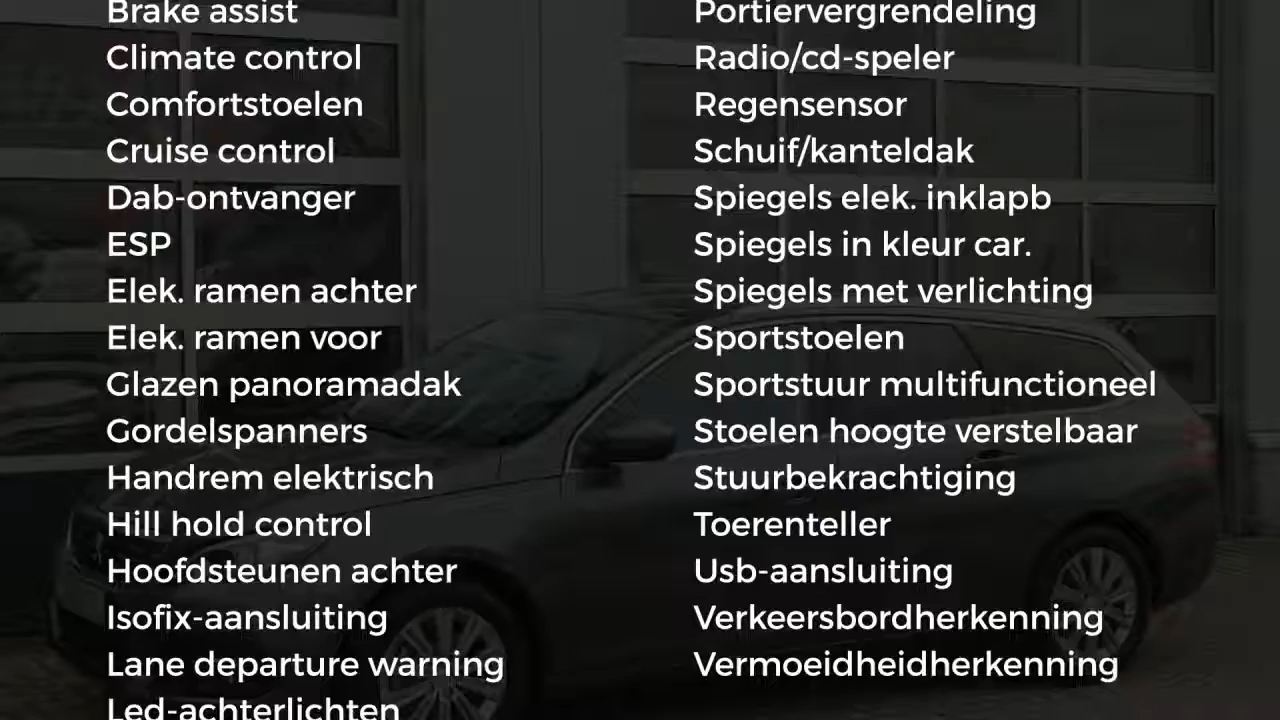 Brake assist
Climate control
Comfortstoelen
Cruise control
Dab-ontvanger
ESP
Elek. ramen achter
Elek. ramen voor
Glazen panoramadak
Gordelspanners
Handrem elektrisch
Hill hold control
Hoofdsteunen achter
Isofix-aansluiting
Lane departure warning
Led-achterlichten
Portiervergrendeling
Radio/cd-speler
Regensensor
Schuif/kanteldak
Spiegels elek. inklapb
Spiegels in kleur car.
Spiegels met verlichting
Sportstoelen
Sportstuur multifunctioneel
Stoelen hoogte verstelbaar
Stuurbekrachtiging
Toerenteller
Usb-aansluiting
Verkeersbordherkenning
Vermoeidheidherkenning